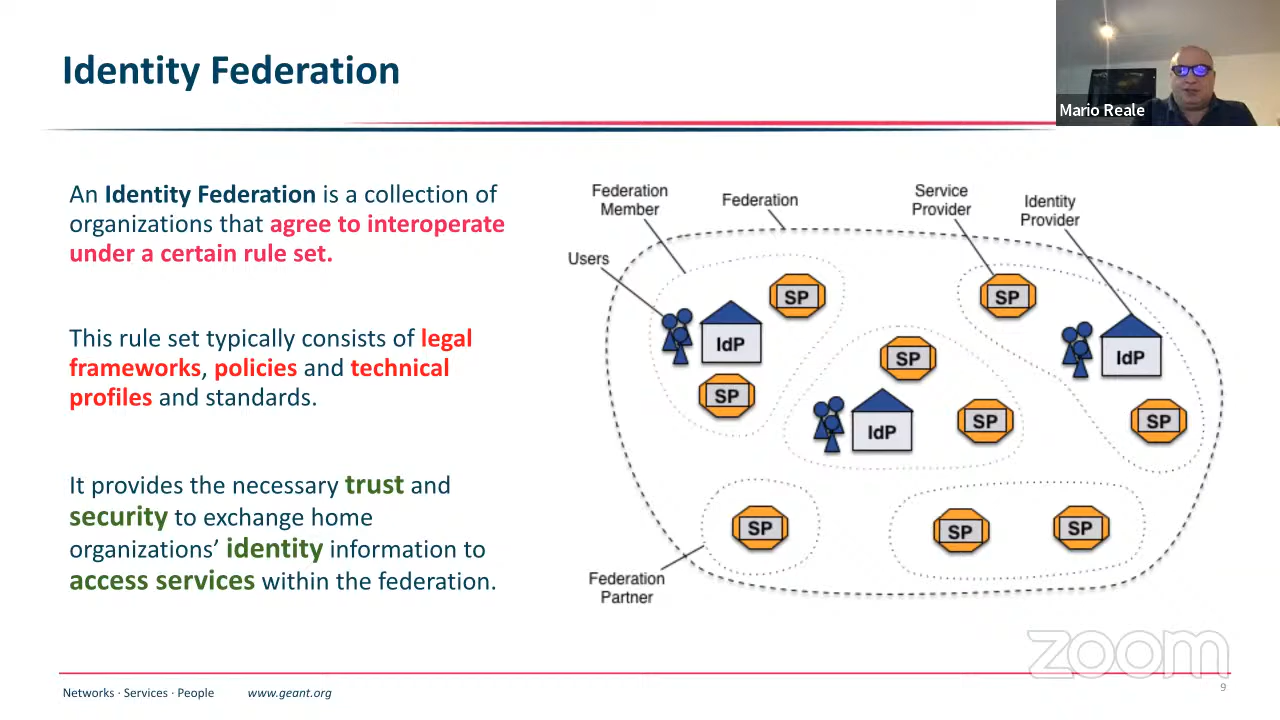 Identity Federation
Mario Reale
An Identity Federation is a collection of
organizations that agree to interoperate
under a certain rule set.
This rule set typically consists of legal
frameworks, policies and technical
profiles and standards.
It provides the necessary trust and
security to exchange home
organizations’ identity information to
access services within the federation.
Federation
Member
Federation
Service
Provider
Identity
Provider
Users
SP
SP
IdP
SP
SP
IdP
SP
IdP
SP
SP
SP
SP
SP
Federation
Partner
zoom
Networks · Services · People
www.geant.org
9